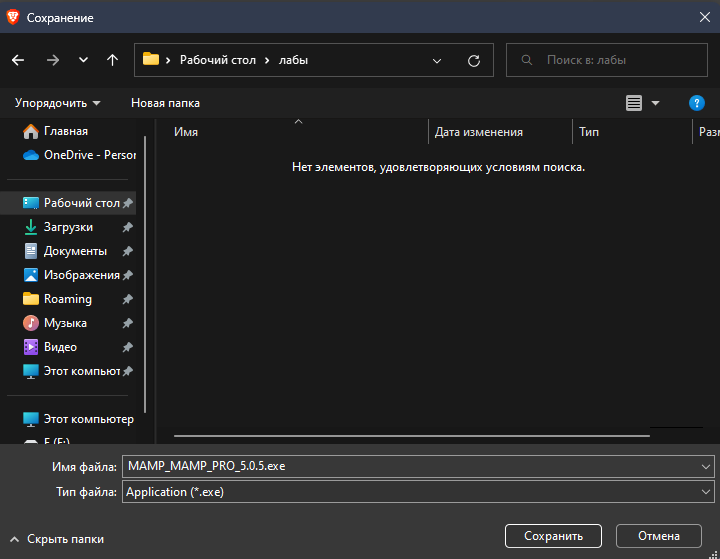 Сохранение
Рабочий стол лабы
Поиск в: лабы
Упорядочить Новая папка
?
Имя Дата изменения Тип Разм
Нет элементов, удовлетворяющих условиям поиска.
Главная
OneDrive - Person
Рабочий стол
Загрузки
Документы
Изображения
Roaming
Музыка
Видео
Этот компьют
Этот компьютер
E (E:)
Имя файла: MAMP_MAMP_PRO_5.0.5.exe
Тип файла: Application (*.exe)
Скрыть папки Сохранить Отмена